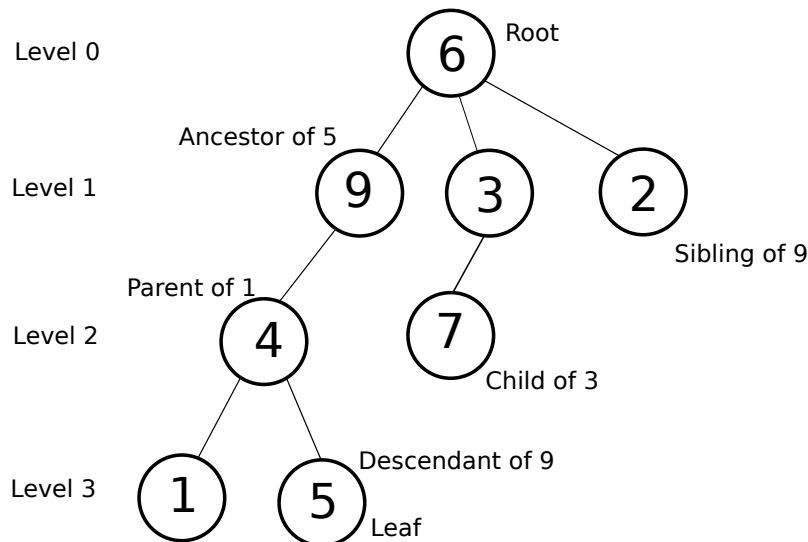 Root
Level 0
6
Ancestor of 5
Level 1
9
3
2
Sibling of 9
Parent of 1
Level 2
4
7
Child of 3
Descendant of 9
Level 3
1
5
Leaf